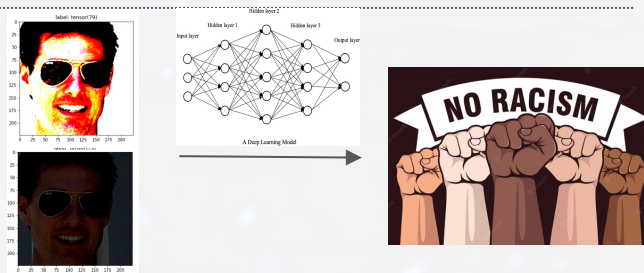 label: tensor(79)
0
25
50
75
100
125
150
175
200
0 25 50 75 100 125 150 175 200
0
25
50
75
100
125
150
175
200
0 25 50 75 100 125 150 175 200
Hidden layer 2
Hidden layer 1 Hidden layer 3
Input layer Output layer
A Deep Learning Model
NO RACISM